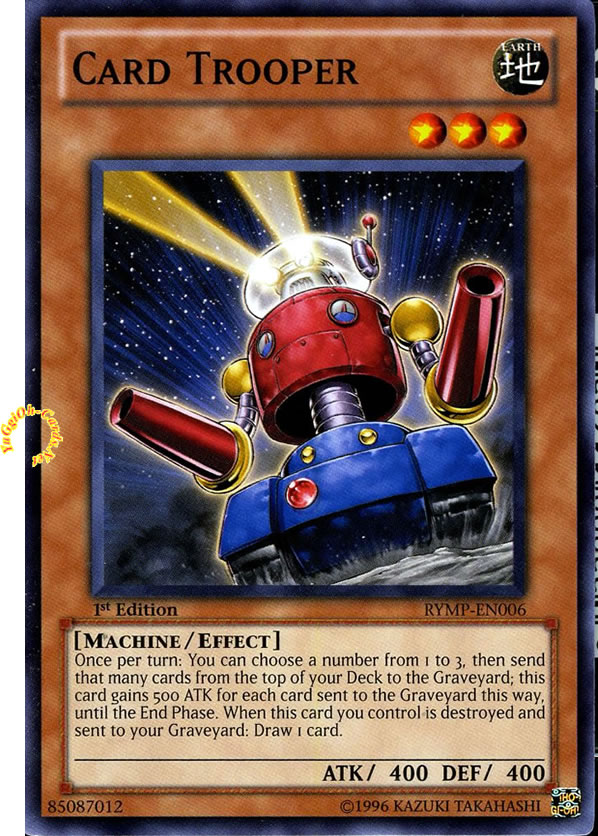 CARD TROOPER
EARTH
地
YuGgiOh-Cards.Net
1st Edition
RYMP-EN006
[MACHINE/EFFECT]
Once per turn: You can choose a number from 1 to 3, then send
that many cards from the top of your Deck to the Graveyard; this
card gains 500 ATK for each card sent to the Graveyard this way,
until the End Phase. When this card you control is destroyed and
sent to your Graveyard: Draw 1 card.
ATK/ 400 DEF/ 400
85087012
©1996 KAZUKI TAKAHASHI